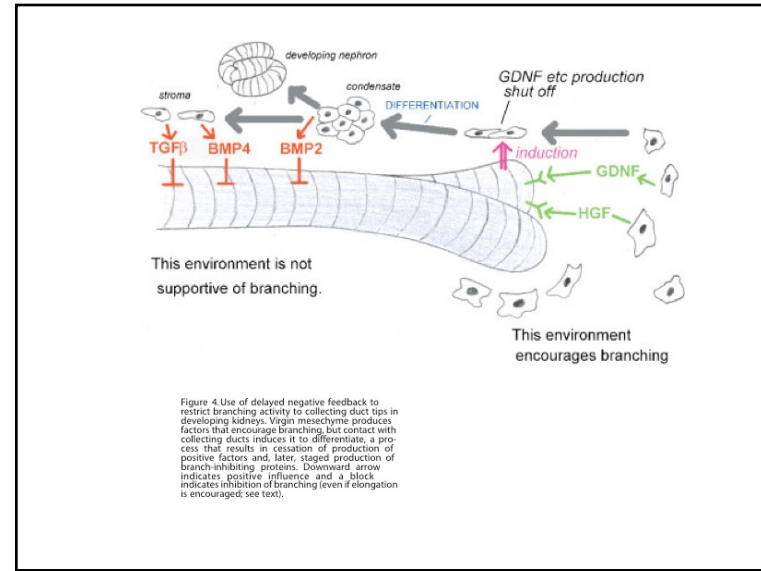 developing nephron
stroma
condensate
GDNF etc production
shut off
DIFFERENTIATION
TGFβ
BMP4
BMP2
induction
GDNF
HGF
This environment is not
supportive of branching.
This environment
encourages branching
Figure 4. Use of delayed negative feedback to
restrict branching activity to collecting duct tips in
developing kidneys. Virgin mesechyme produces
factors that encourage branching, but contact with
collecting ducts induces it to differentiate, a pro-
cess that results in cessation of production of
positive factors and, later, staged production of
branch-inhibiting proteins. Downward arrow
indicates positive influence and a block
indicates inhibition of branching (even if elongation
is encouraged; see text).